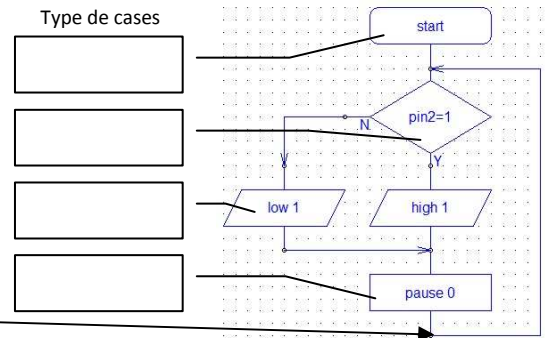 Type de cases
start
pin2=1
N
Y
low 1
high 1
pause 0